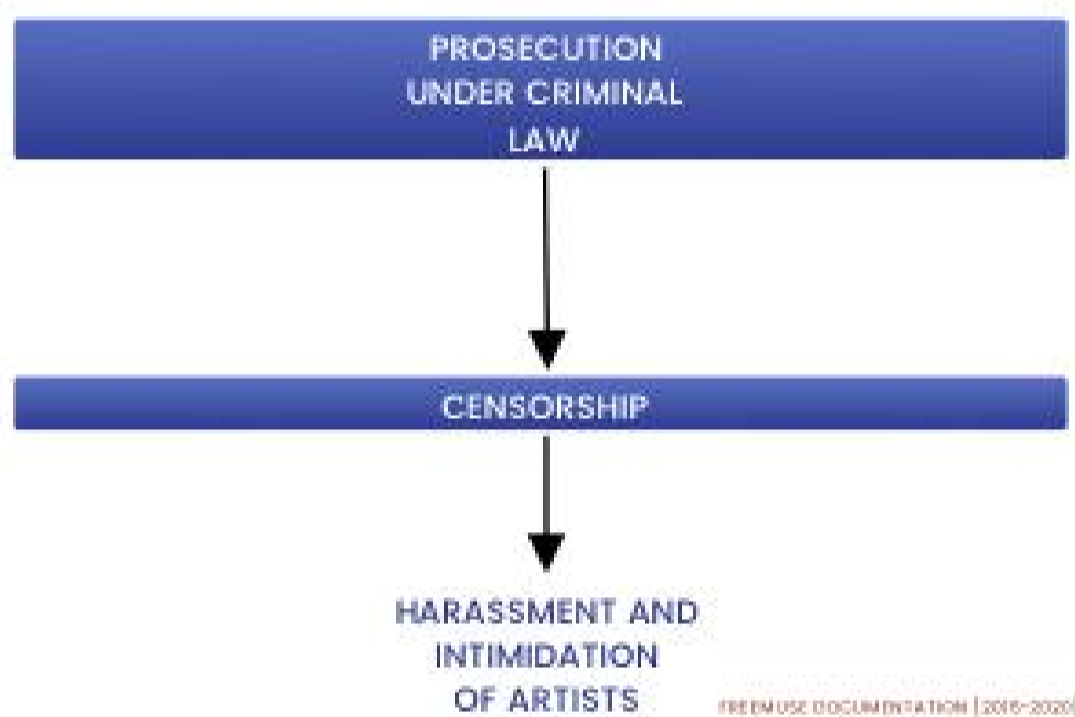 PROSECUTION
UNDER CRIMINAL
LAW
CENSORSHIP
HARASSMENT AND
INTIMIDATION
OF ARTISTS
FREEMUSE DOCUMENTATION | 2016-2020